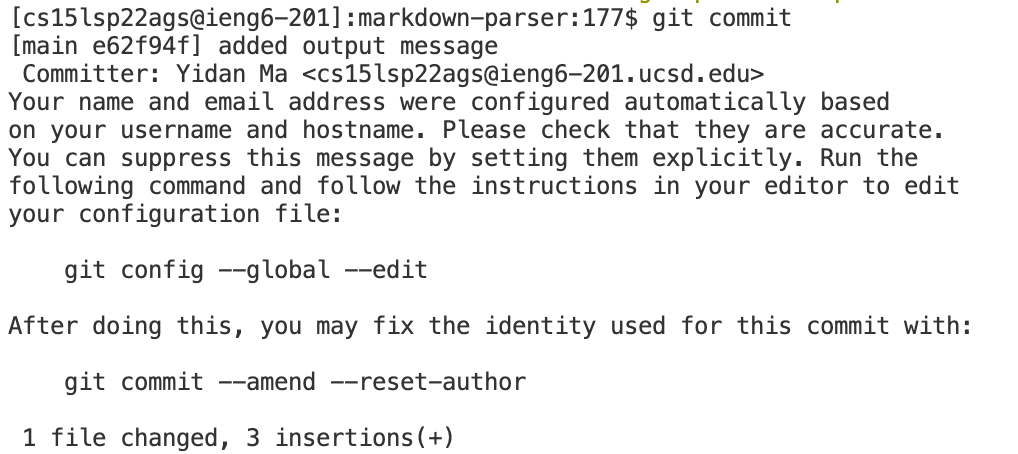 [cs15lsp22ags@ieng6-201]:markdown-parser:177$ git commit
[main e62f94f] added output message
 Committer: Yidan Ma <cs15lsp22ags@ieng6-201.ucsd.edu>
Your name and email address were configured automatically based
on your username and hostname. Please check that they are accurate.
You can suppress this message by setting them explicitly. Run the
following command and follow the instructions in your editor to edit
your configuration file:

    git config --global --edit

After doing this, you may fix the identity used for this commit with:

    git commit --amend --reset-author

 1 file changed, 3 insertions(+)